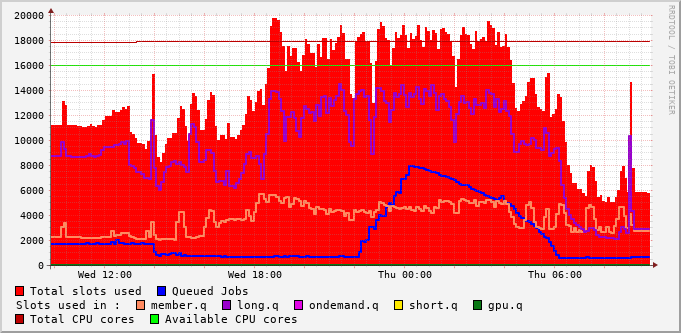 20000
18000
16000
14000
12000
10000
8000
6000
4000
2000
0
Wed 12:00 Wed 18:00 Thu 00:00 Thu 06:00
RRDTOOL / TOBI OETIKER
Total slots used Queued Jobs
Slots used in : member.q long.q ondemand.q short.q gpu.q
Total CPU cores Available CPU cores